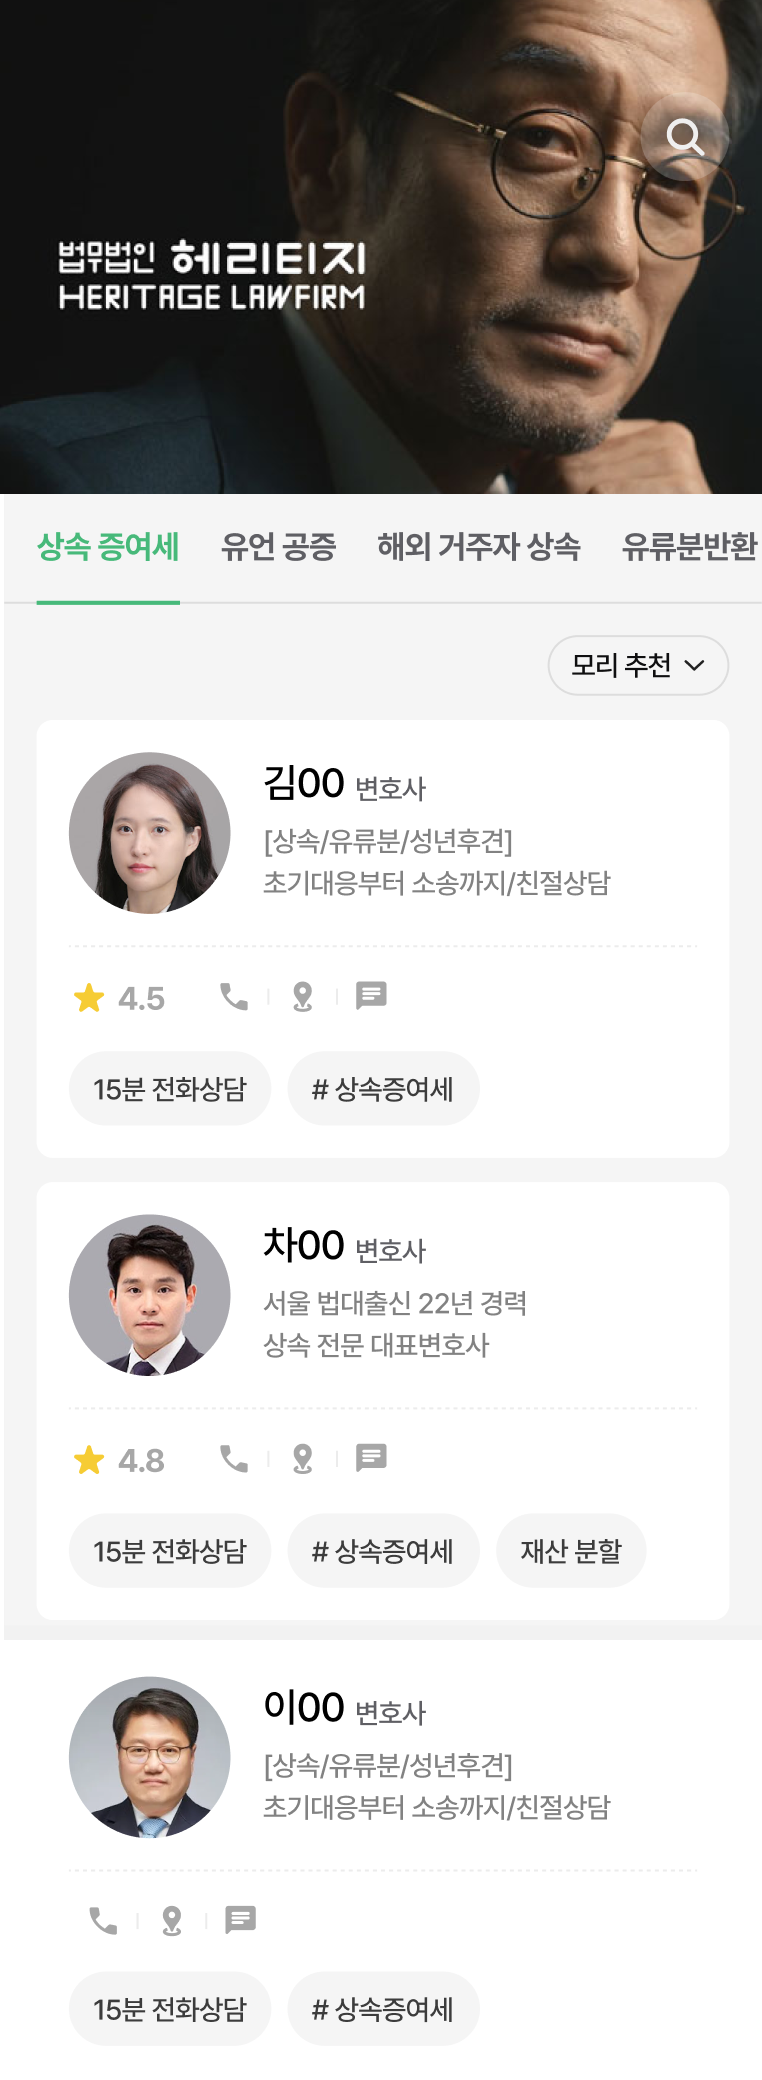 법무법인 헤리티지
HERITAGE LAWFIRM
상속 증여세 유언 공증 해외 거주자 상속 유류분반환
모리 추천
김00 변호사
[상속/유류분/성년후견]
초기대응부터 소송까지/친절상담
4.5
15분 전화상담 # 상속증여세
차00 변호사
서울 법대출신 22년 경력
상속 전문 대표변호사
4.8
15분 전화상담 # 상속증여세 재산 분할
이00 변호사
[상속/유류분/성년후견]
초기대응부터 소송까지/친절상담
15분 전화상담 # 상속증여세